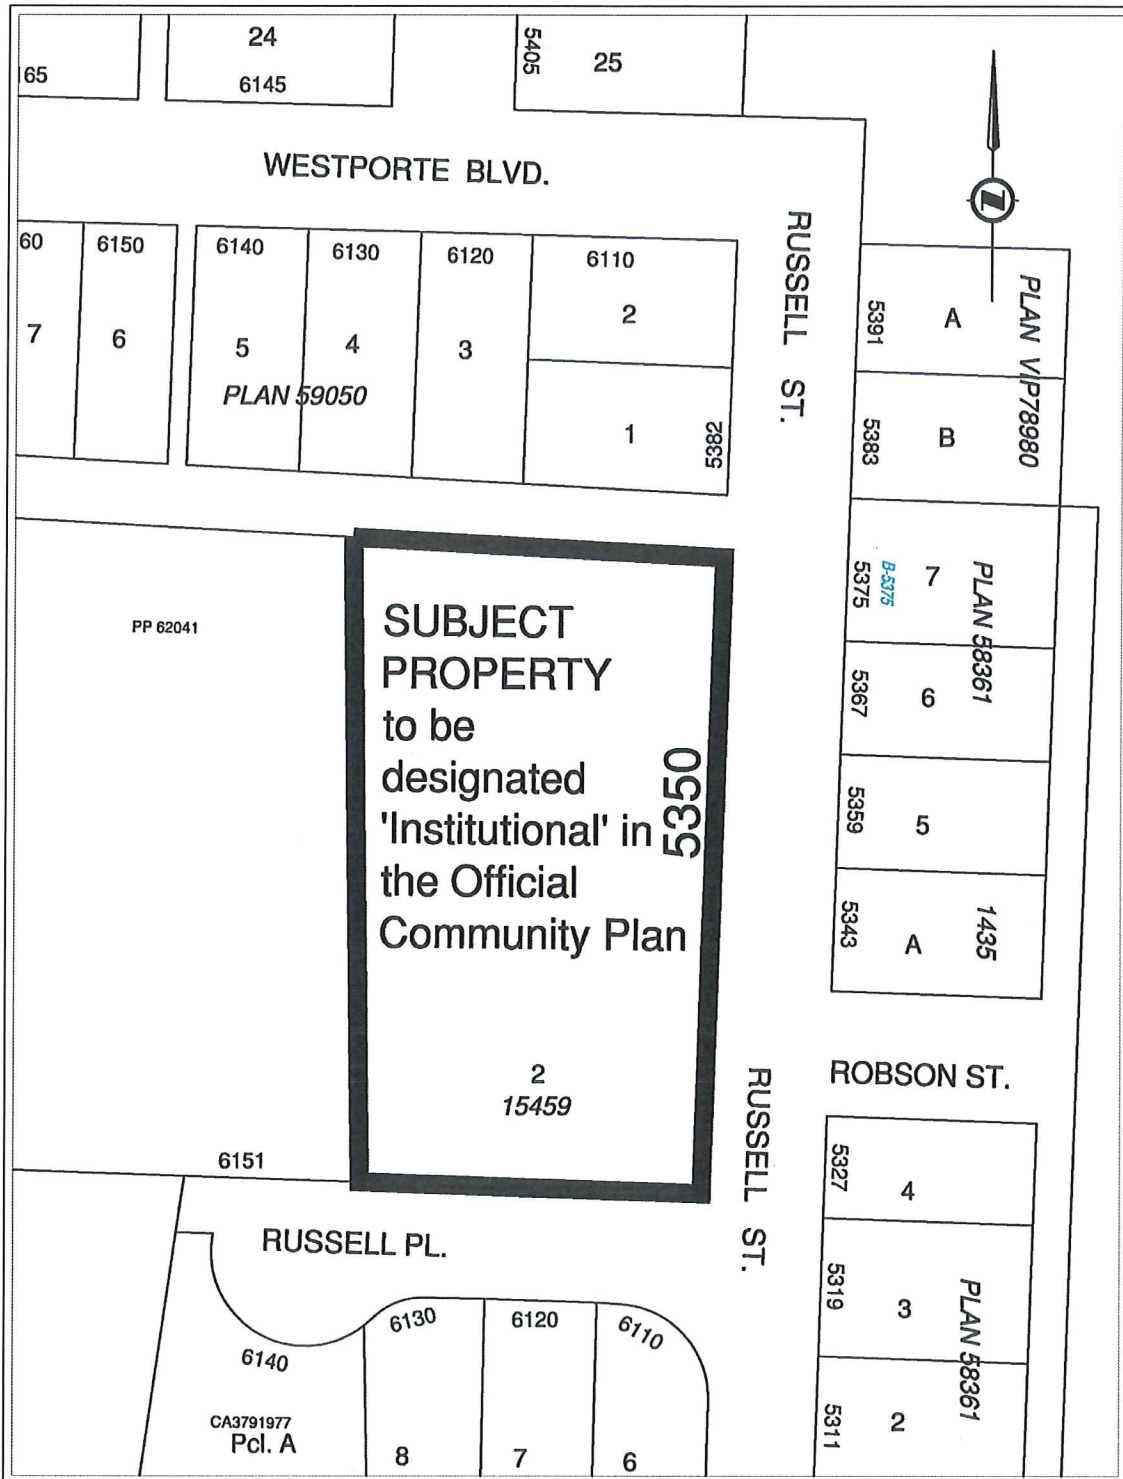 24
25
5405
65
6145
WESTPORTE BLVD.
RUSSELL ST.
60
6150
6140
6130
6120
6110
7
6
5
4
3
2
1
5382
PLAN 59050
5391
A
PLAN VIP78980
5383
B
5375
B-5375
7
PLAN 58361
5367
6
5359
5
5343
A
1435
PP 62041
SUBJECT
PROPERTY
to be
designated
'Institutional' in
the Official
Community Plan
5350
2
15459
RUSSELL ST.
ROBSON ST.
6151
RUSSELL PL.
5327
4
5319
3
PLAN 58361
5311
2
6140
6130
6120
6110
CA3791977
Pcl. A
8
7
6